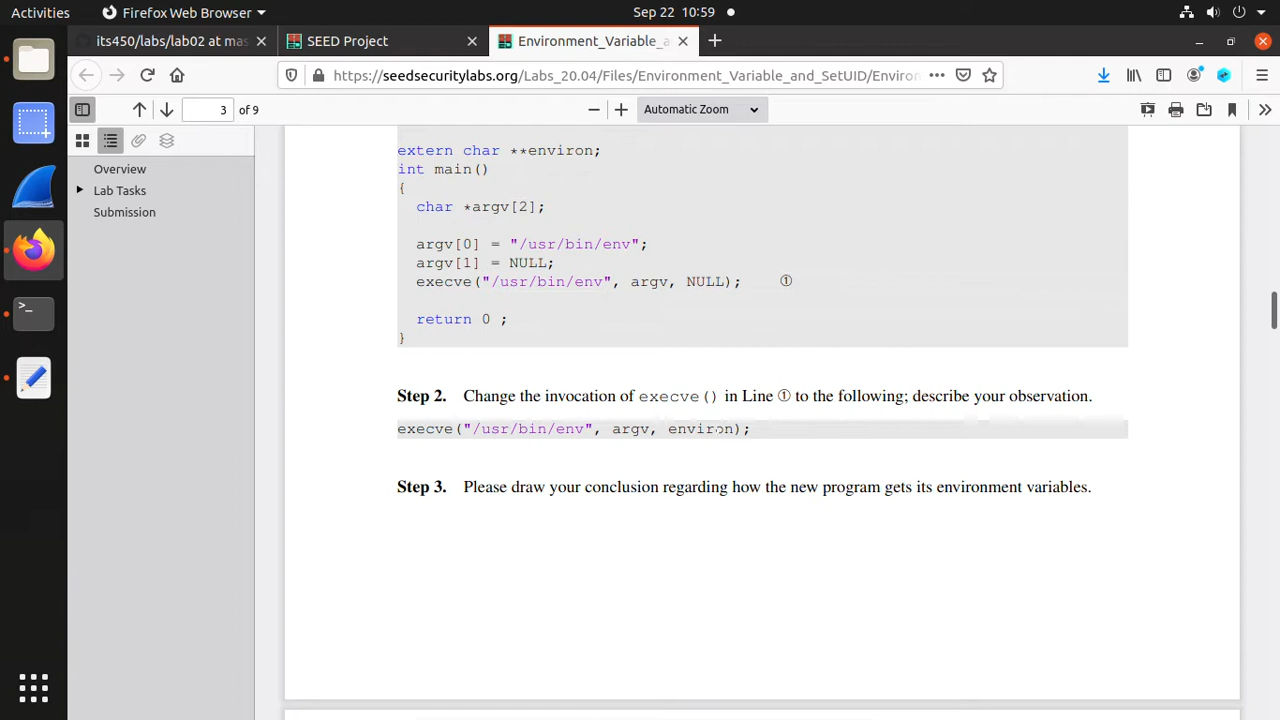 Activities
Firefox Web Browser
Sep 22 10:59
its450/labs/lab02 at mas
SEED Project
Environment_Variable_a
https://seedsecuritylabs.org/Labs_20.04/Files/Environment_Variable_and_SetUID/Environ
3 of 9
Automatic Zoom
Overview
Lab Tasks
Submission
extern char **environ;
int main()
{
char *argv[2];
argv[0] = "/usr/bin/env";
argv[1] = NULL;
execve("/usr/bin/env", argv, NULL); ①
return 0 ;
}
Step 2. Change the invocation of execve() in Line ① to the following; describe your observation.
execve("/usr/bin/env", argv, environ);
Step 3. Please draw your conclusion regarding how the new program gets its environment variables.